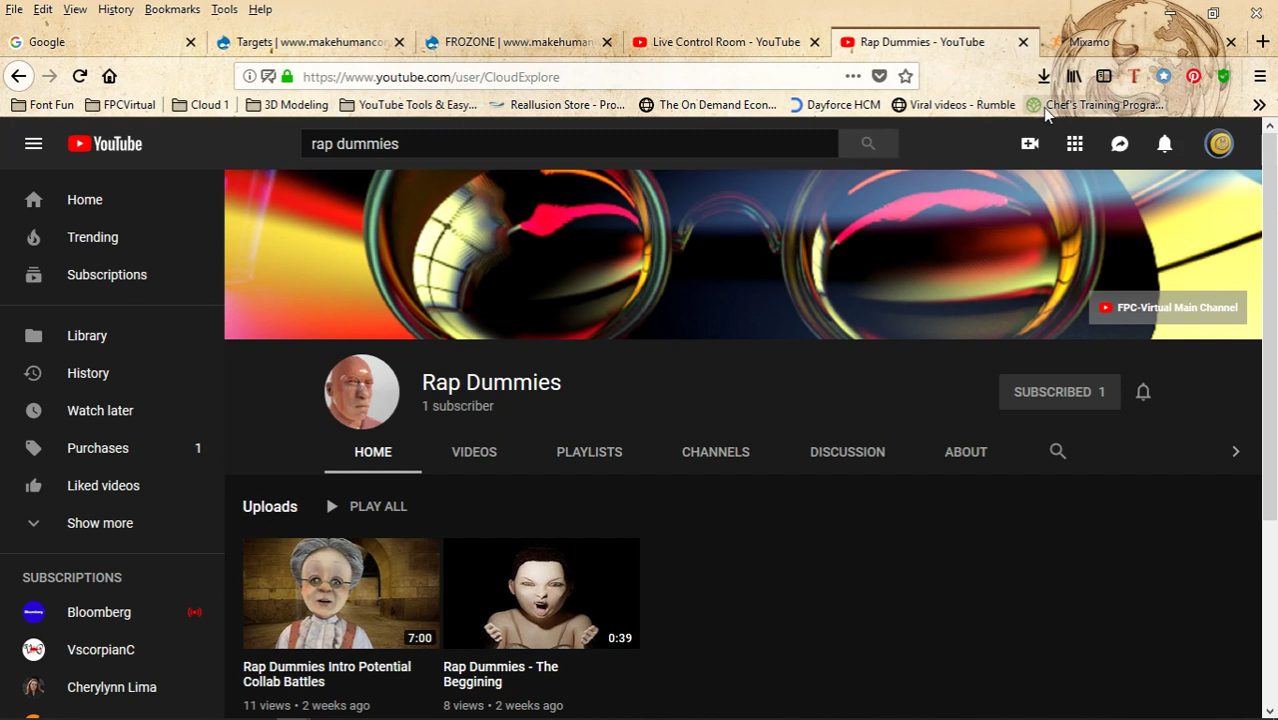 File Edit View History Bookmarks Tools Help
Google Targets | www.makehumancor FROZONE | www.makehuman Live Control Room - YouTube Rap Dummies - YouTube Mixamo
https://www.youtube.com/user/CloudExplore
Font Fun FPCVirtual Cloud 1 3D Modeling YouTube Tools & Easy... Reallusion Store - Pro... The On Demand Econ... Dayforce HCM Viral videos - Rumble Chef's Training Progra...
YouTube rap dummies
Home
Trending
Subscriptions
FPC-Virtual Main Channel
Library
History
Watch later
Purchases 1
Liked videos
Show more
SUBSCRIPTIONS
Bloomberg
VscorpianC
Cherylynn Lima
Rap Dummies
1 subscriber
SUBSCRIBED 1
HOME VIDEOS PLAYLISTS CHANNELS DISCUSSION ABOUT
Uploads PLAY ALL
7:00
Rap Dummies Intro Potential
Collab Battles
11 views • 2 weeks ago
0:39
Rap Dummies - The
Beggining
8 views • 2 weeks ago